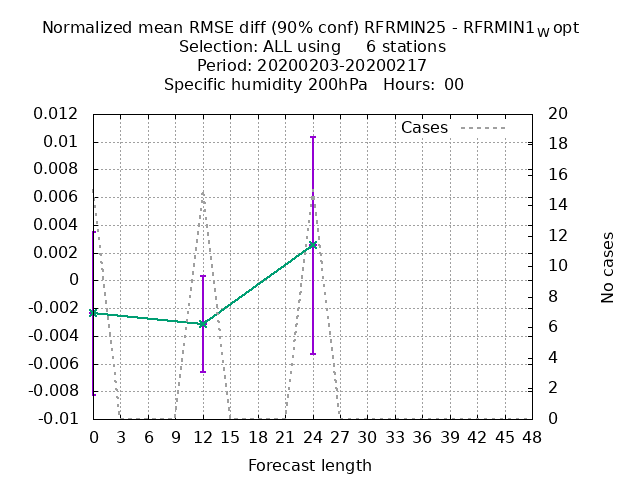 Normalized mean RMSE diff (90% conf) RFRMIN25 - RFRMIN1wopt
Selection: ALL using 6 stations
Period: 20200203-20200217
Specific humidity 200hPa Hours: 00
Cases
0.012
0.01
0.008
0.006
0.004
0.002
0
-0.002
-0.004
-0.006
-0.008
-0.01
20
18
16
14
12
10
8
6
4
2
0
No cases
0 3 6 9 12 15 18 21 24 27 30 33 36 39 42 45 48
Forecast length